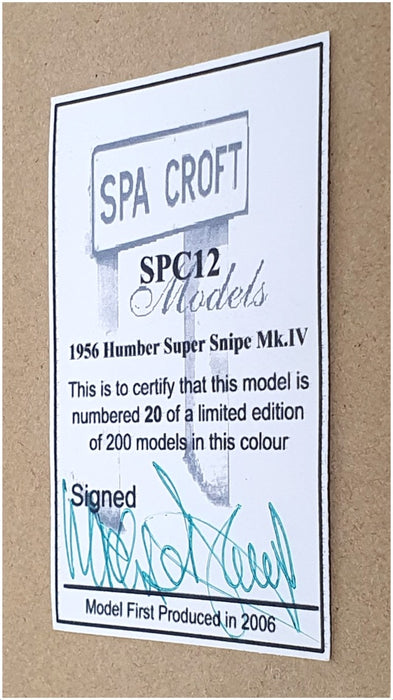 SPA CROFT
SPC12
Models
1956 Humber Super Snipe Mk.IV
This is to certify that this model is
numbered 20 of a limited edition
of 200 models in this colour
Signed
Model First Produced in 2006